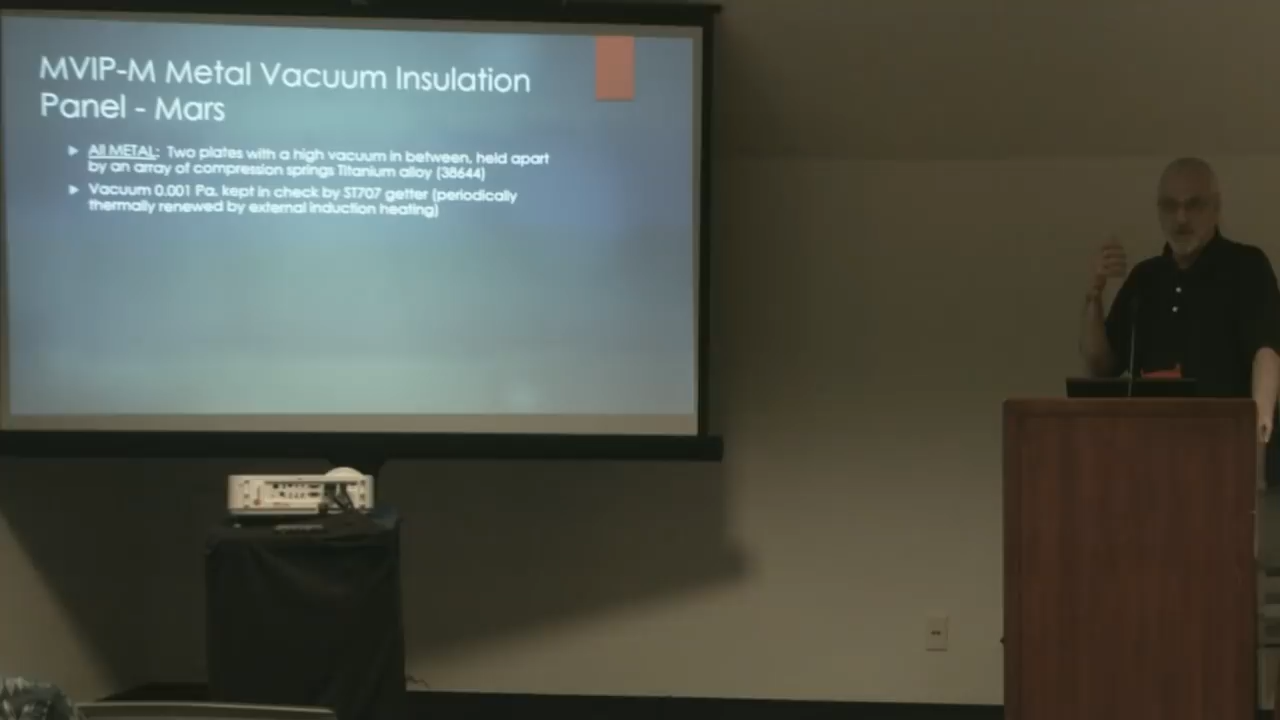 MVIP-M Metal Vacuum Insulation
Panel - Mars
All METAL: Two plates with a high vacuum in between, held apart
by an array of compression springs Titanium alloy (38644)
Vacuum 0.001 Pa. kept in check by ST707 getter (periodically
thermally renewed by external induction heating)